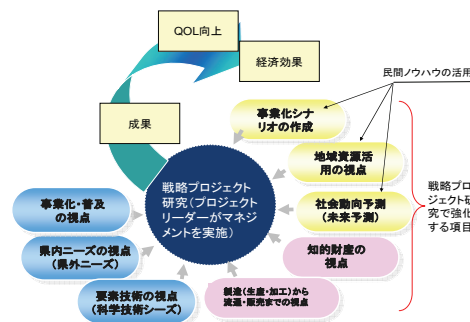 QOL向上
経済効果
成果
民間ノウハウの活用
事業化シナ
リオの作成
地域資源活
用の視点
社会動向予測
(未来予測)
知的財産の
視点
製造(生産・加工)から
流通・販売までの視点
要素技術の視点
(科学技術シーズ)
県内ニーズの視点
(県外ニーズ)
事業化・普及
の視点
戦略プロジェクト
研究(プロジェクト
リーダーがマネジ
メントを実施)
戦略プロ
ジェクト研
究で強化
する項目